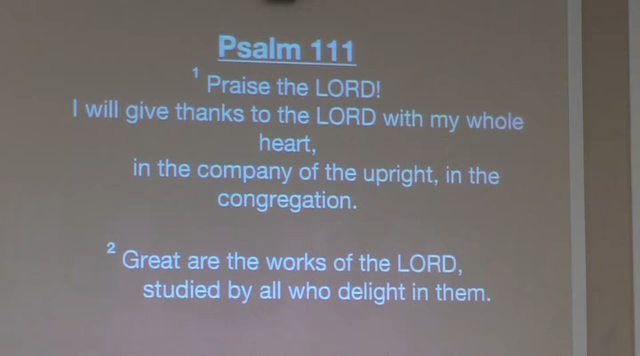 Psalm 111
1 Praise the LORD!
I will give thanks to the LORD with my whole
heart,
in the company of the upright, in the
congregation.
2 Great are the works of the LORD,
studied by all who delight in them.